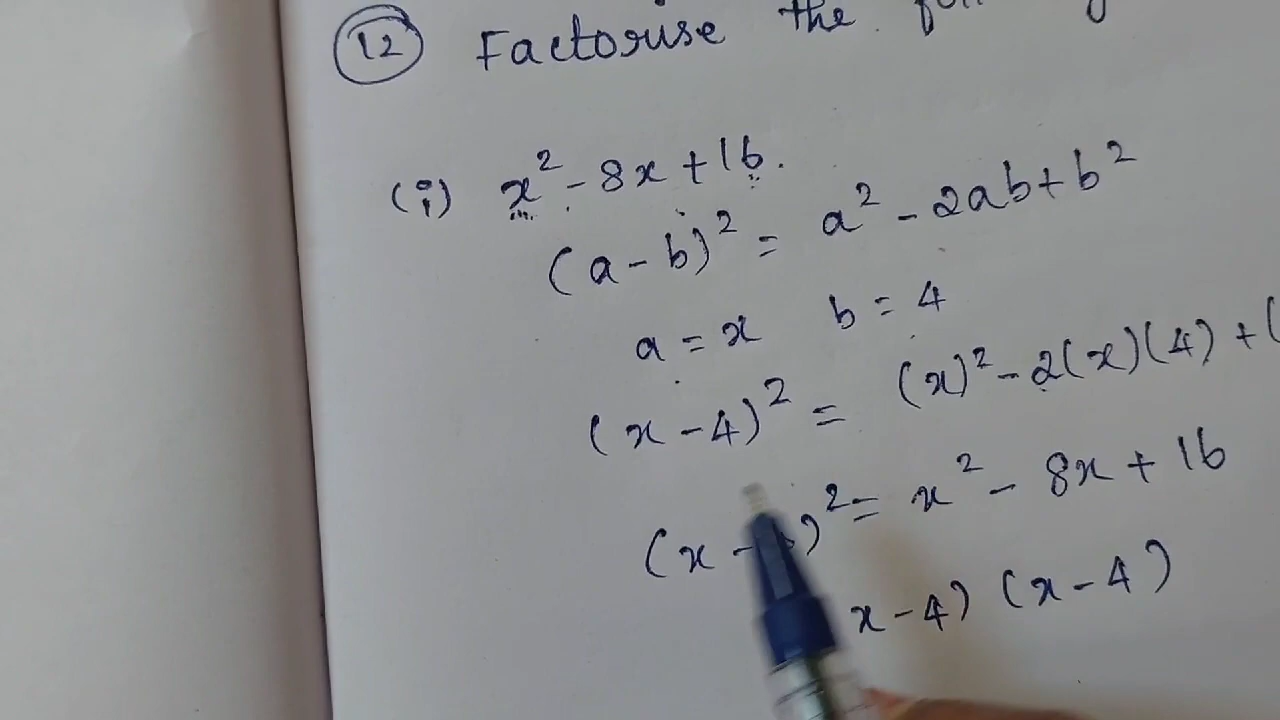 (12) Factorise the
(i) x² - 8x + 16.
(a - b)² = a² - 2ab + b²
a = x b = 4
(x - 4)² = (x)² - 2(x)(4) + (
(x - )² = x² - 8x + 16
x - 4) (x - 4)